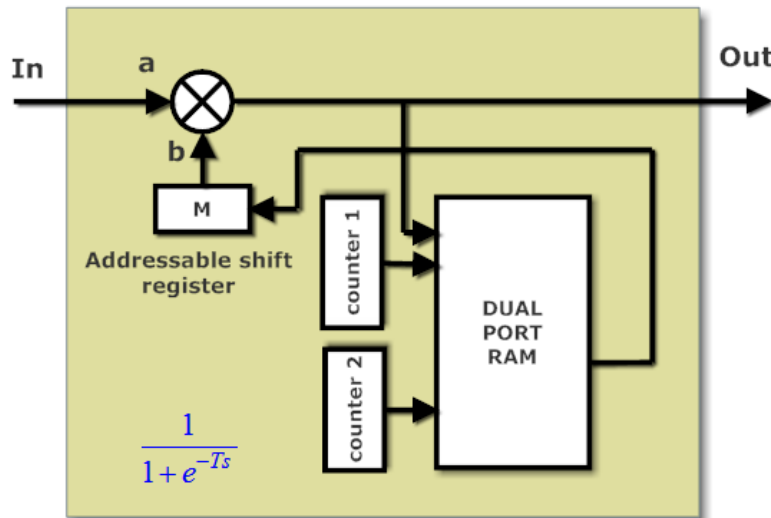 In
a
Out
b
M
Addressable shift
register
counter 1
DUAL
PORT
RAM
counter 2
1
1 + e^{-Ts}